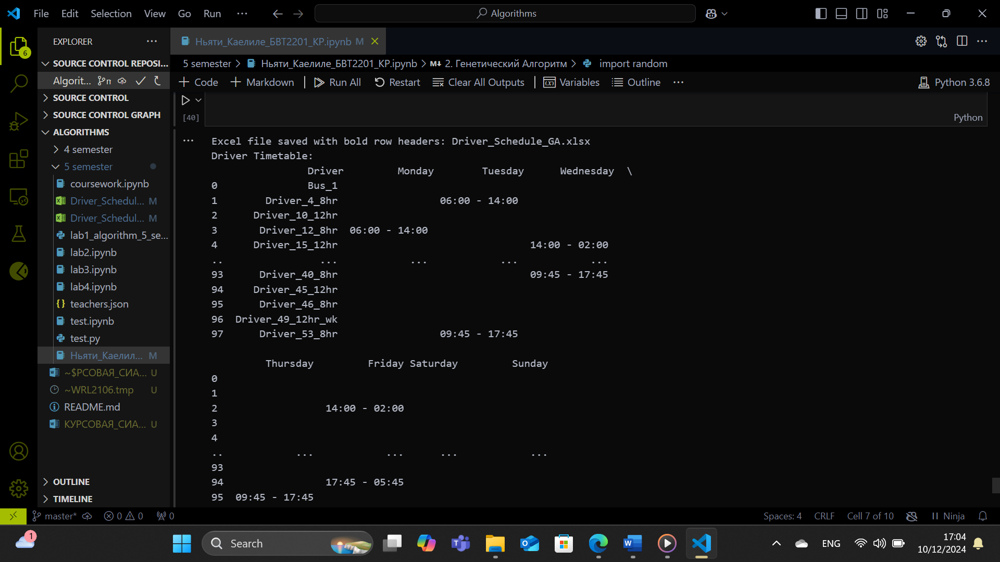 File Edit Selection View Go Run ··· Algorithms
EXPLORER ···
Ньяти_Каелиле_БВТ2201_КР.ipynb M
6
SOURCE CONTROL REPOSI...
5 semester > Ньяти_Каелиле_БВТ2201_КР.ipynb > M↓ 2. Генетический Алгоритм > import random
Algorit...
+ Code + Markdown | Run All Restart Clear All Outputs | Variables Outline ··· Python 3.6.8
SOURCE CONTROL
SOURCE CONTROL GRAPH
[40]
Python
ALGORITHMS
4 semester
5 semester
coursework.ipynb
Driver_Schedul... M
Driver_Schedul... M
lab1_algorithm_5_se...
lab2.ipynb
lab3.ipynb
lab4.ipynb
{} teachers.json
test.ipynb
test.py
Ньяти_Каелил... M
~$РСОВАЯ_СИА... U
~WRL2106.tmp U
README.md
КУРСОВАЯ_СИА... U
OUTLINE
TIMELINE
Excel file saved with bold row headers: Driver_Schedule_GA.xlsx
Driver Timetable:
Driver Monday Tuesday Wednesday \
0 Bus_1
1 Driver_4_8hr 06:00 - 14:00
2 Driver_10_12hr
3 Driver_12_8hr 06:00 - 14:00
4 Driver_15_12hr 14:00 - 02:00
.. ... ... ... ...
93 Driver_40_8hr 09:45 - 17:45
94 Driver_45_12hr
95 Driver_46_8hr
96 Driver_49_12hr_wk
97 Driver_53_8hr 09:45 - 17:45
Thursday Friday Saturday Sunday
0
1
2 14:00 - 02:00
3
4
.. ... ... ... ...
93
94 17:45 - 05:45
95 09:45 - 17:45
master* 0 0 0 Spaces: 4 CRLF Cell 7 of 10 Ninja
1
Search
ENG
17:04
10/12/2024